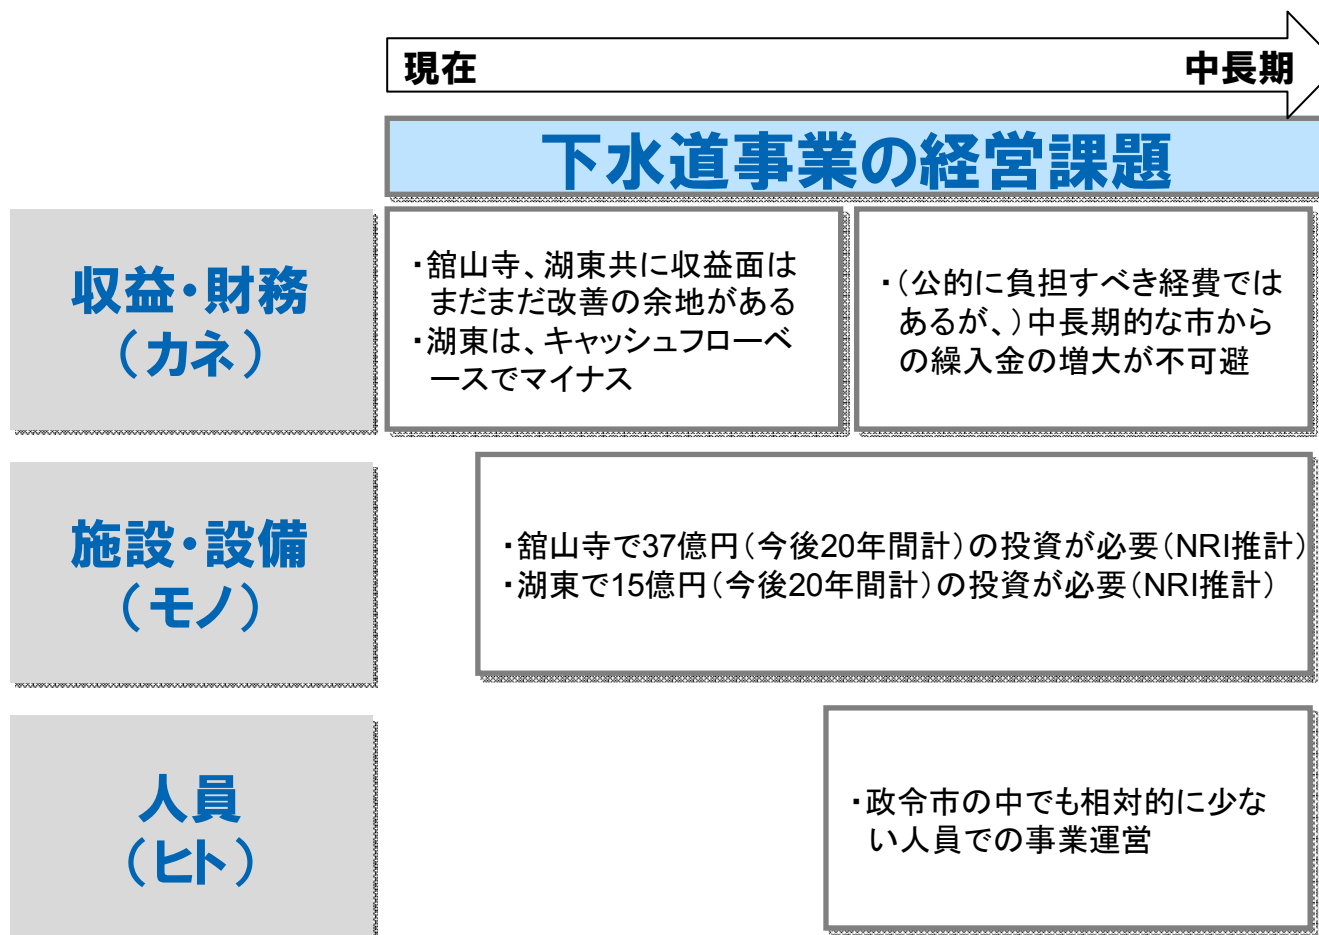 現在
中長期
下水道事業の経営課題
収益・財務
（カネ）
・舘山寺、湖東共に収益面は
まだまだ改善の余地がある
・湖東は、キャッシュフローベ
ースでマイナス
・（公的に負担すべき経費では
あるが、）中長期的な市から
の繰入金の増大が不可避
施設・設備
（モノ）
・舘山寺で37億円（今後20年間計）の投資が必要（NRI推計）
・湖東で15億円（今後20年間計）の投資が必要（NRI推計）
人員
（ヒト）
・政令市の中でも相対的に少な
い人員での事業運営